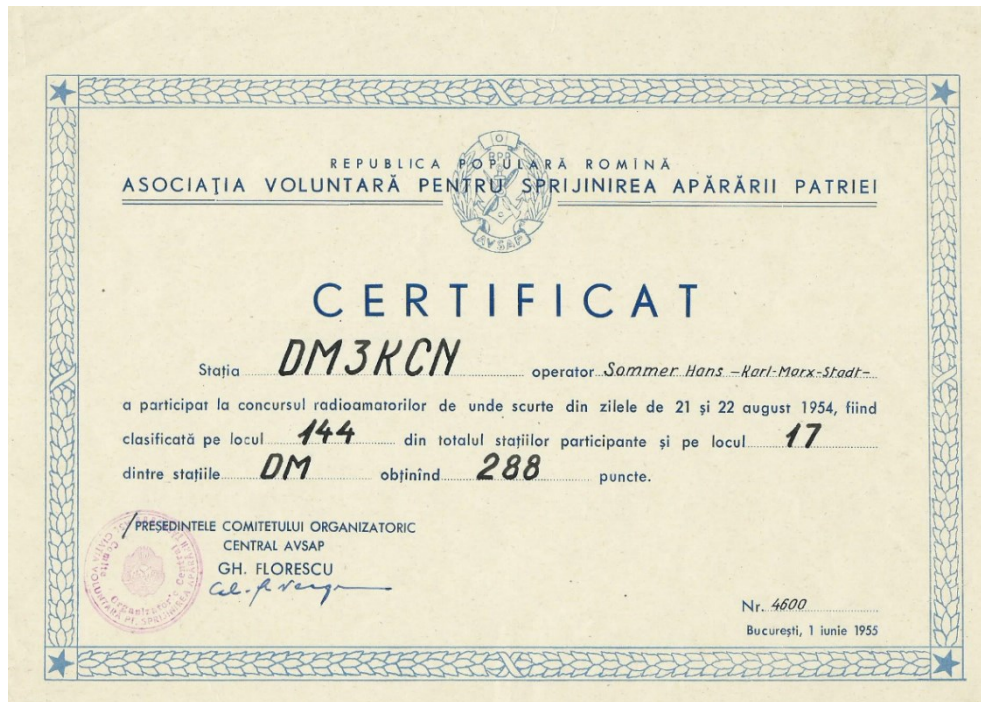 REPUBLICA POPULARĂ ROMÎNĂ
ASOCIAŢIA VOLUNTARĂ PENTRU SPRIJINIREA APĂRĂRII PATRIEI
RPR
AVSAP
CERTIFICAT
Staţia DM3KCN operator Sommer Hans -Karl-Marx-Stadt-
a participat la concursul radioamatorilor de unde scurte din zilele de 21 şi 22 august 1954, fiind
clasificată pe locul 144 din totalul staţiilor participante şi pe locul 17
dintre staţiile DM obţinînd 288 puncte.
/PREŞEDINTELE COMITETULUI ORGANIZATORIC
CENTRAL AVSAP
GH. FLORESCU
Nr. 4600
Bucureşti, 1 iunie 1955